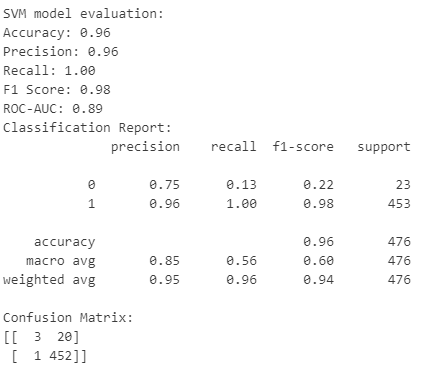 SVM model evaluation:
Accuracy: 0.96
Precision: 0.96
Recall: 1.00
F1 Score: 0.98
ROC-AUC: 0.89
Classification Report:
              precision    recall  f1-score   support

           0       0.75      0.13      0.22        23
           1       0.96      1.00      0.98       453

    accuracy                           0.96       476
   macro avg       0.85      0.56      0.60       476
weighted avg       0.95      0.96      0.94       476

Confusion Matrix:
[[  3  20]
 [  1 452]]